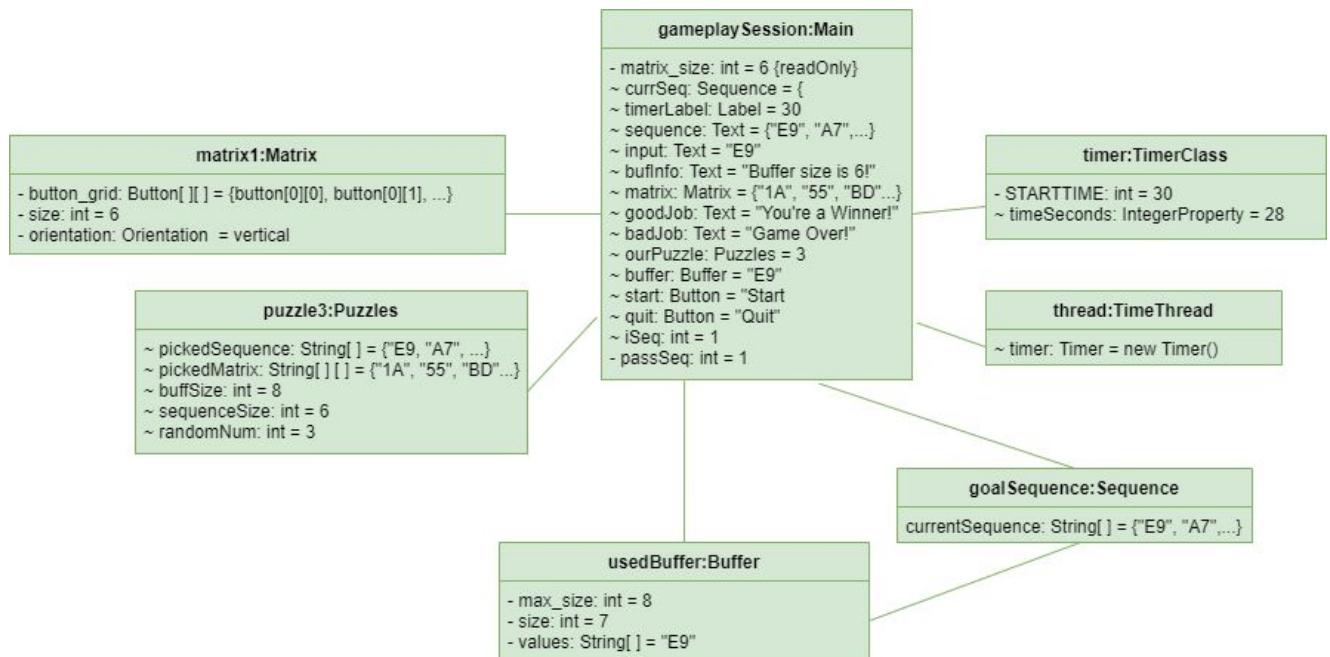 gameplaySession:Main
- matrix_size: int = 6 {readOnly}
~ currSeq: Sequence = {
~ timerLabel: Label = 30
~ sequence: Text = {"E9", "A7",...}
~ input: Text = "E9"
~ bufInfo: Text = "Buffer size is 6!"
~ matrix: Matrix = {"1A", "55", "BD"...}
~ goodJob: Text = "You're a Winner!"
~ badJob: Text = "Game Over!"
~ ourPuzzle: Puzzles = 3
~ buffer: Buffer = "E9"
~ start: Button = "Start
~ quit: Button = "Quit"
~ iSeq: int = 1
- passSeq: int = 1
matrix1:Matrix
- button_grid: Button[ ][ ] = {button[0][0], button[0][1], ...}
- size: int = 6
- orientation: Orientation = vertical
timer:TimerClass
- STARTTIME: int = 30
~ timeSeconds: IntegerProperty = 28
puzzle3:Puzzles
~ pickedSequence: String[ ] = {"E9, "A7", ...}
~ pickedMatrix: String[ ] [ ] = {"1A", "55", "BD"...}
~ buffSize: int = 8
~ sequenceSize: int = 6
~ randomNum: int = 3
thread:TimeThread
~ timer: Timer = new Timer()
goalSequence:Sequence
currentSequence: String[ ] = {"E9", "A7",...}
usedBuffer:Buffer
- max_size: int = 8
- size: int = 7
- values: String[ ] = "E9"